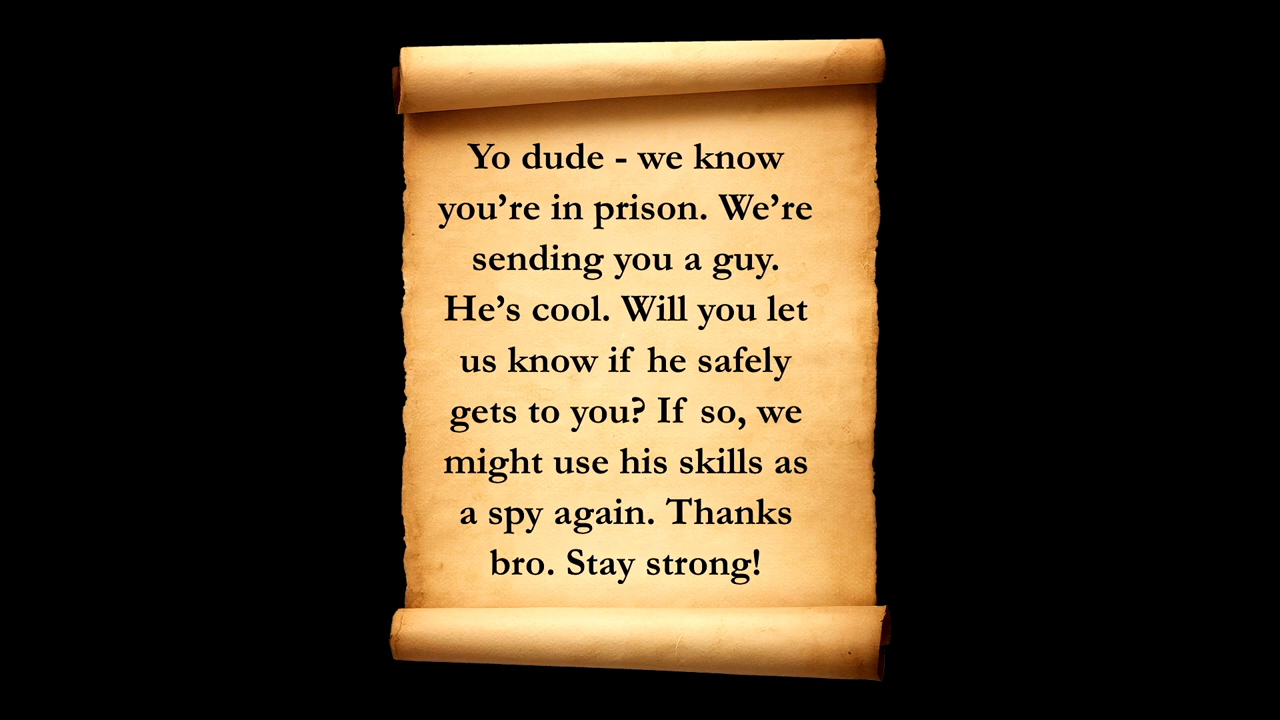 Yo dude - we know
you’re in prison. We’re
sending you a guy.
He’s cool. Will you let
us know if he safely
gets to you? If so, we
might use his skills as
a spy again. Thanks
bro. Stay strong!